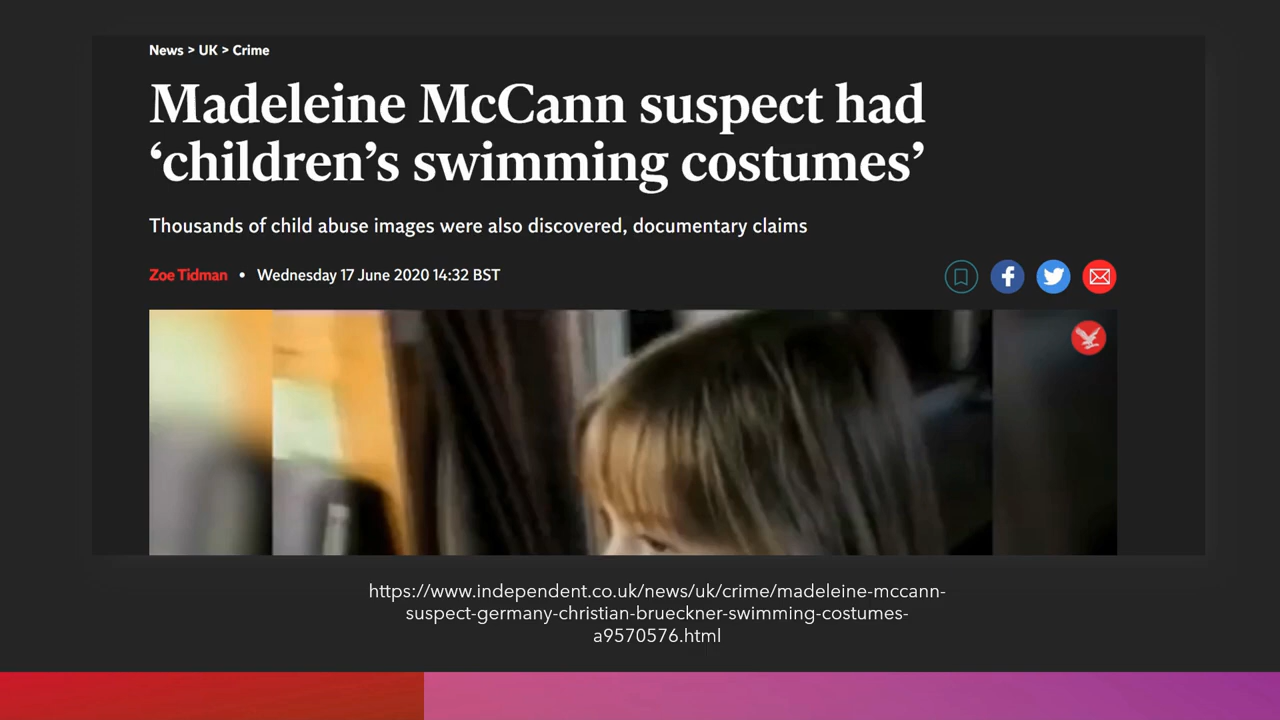 News > UK > Crime
Madeleine McCann suspect had
‘children’s swimming costumes’
Thousands of child abuse images were also discovered, documentary claims
Zoe Tidman • Wednesday 17 June 2020 14:32 BST
https://www.independent.co.uk/news/uk/crime/madeleine-mccann-
suspect-germany-christian-brueckner-swimming-costumes-
a9570576.html